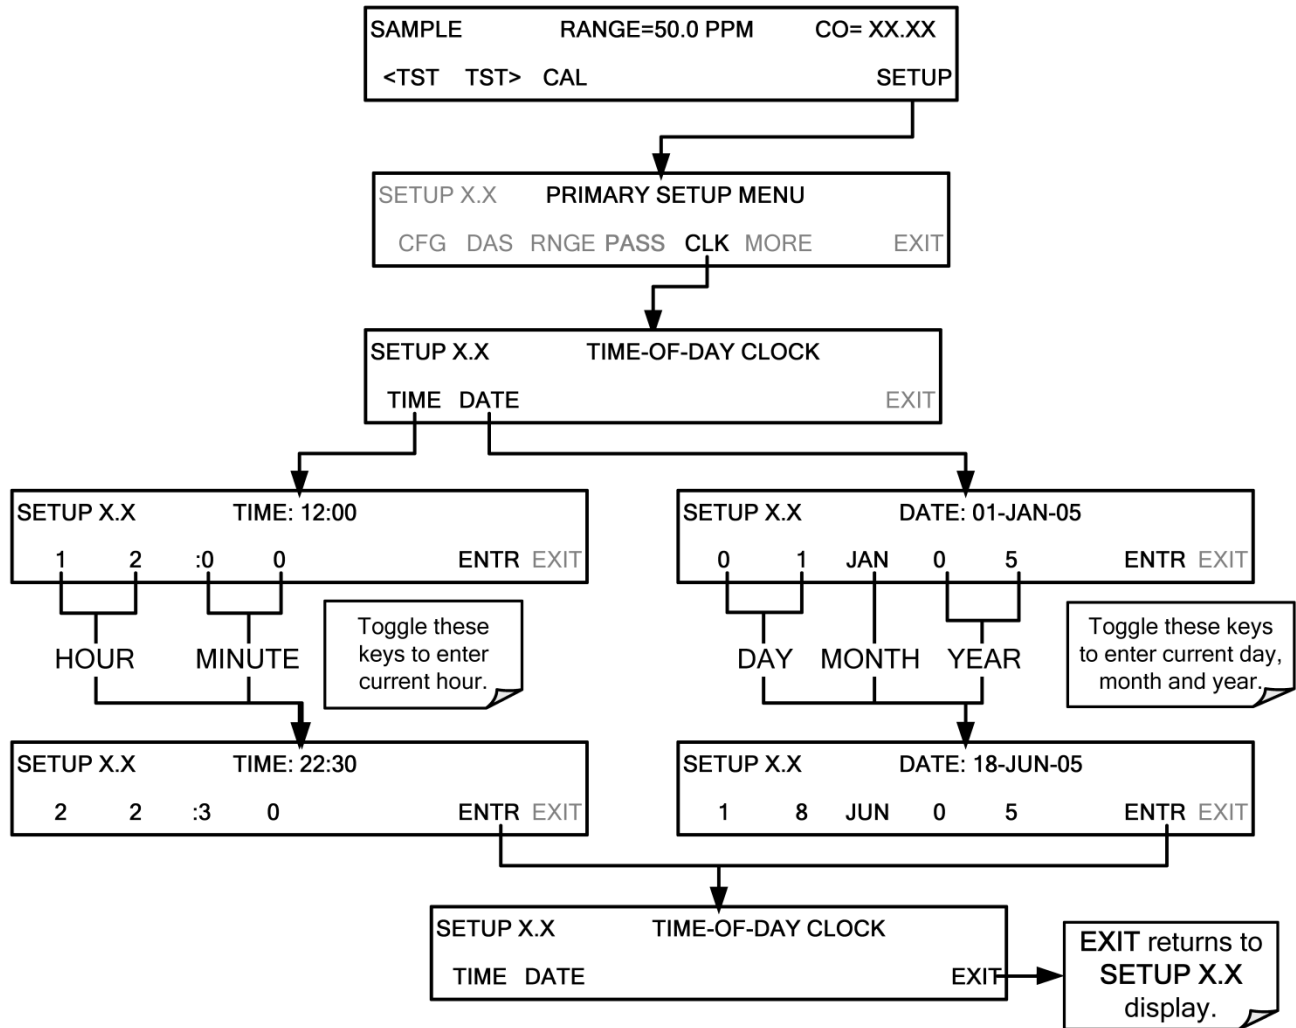 SAMPLE RANGE=50.0 PPM CO= XX.XX
<TST TST> CAL SETUP
SETUP X.X PRIMARY SETUP MENU
CFG DAS RNGE PASS CLK MORE EXIT
SETUP X.X TIME-OF-DAY CLOCK
TIME DATE EXIT
SETUP X.X TIME: 12:00
1 2 :0 0 ENTR EXIT
HOUR MINUTE
Toggle these
keys to enter
current hour.
SETUP X.X DATE: 01-JAN-05
0 1 JAN 0 5 ENTR EXIT
DAY MONTH YEAR
Toggle these keys
to enter current day,
month and year.
SETUP X.X TIME: 22:30
2 2 :3 0 ENTR EXIT
SETUP X.X DATE: 18-JUN-05
1 8 JUN 0 5 ENTR EXIT
SETUP X.X TIME-OF-DAY CLOCK
TIME DATE EXIT
EXIT returns to
SETUP X.X
display.